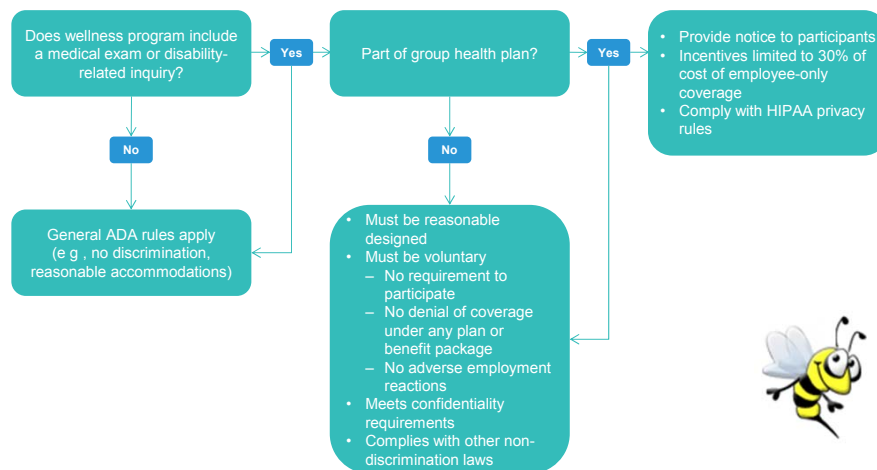 Does wellness program include
a medical exam or disability-
related inquiry?
Yes
Part of group health plan?
Yes
• Provide notice to participants
• Incentives limited to 30% of
cost of employee-only
coverage
• Comply with HIPAA privacy
rules
No
No
General ADA rules apply
(e g , no discrimination,
reasonable accommodations)
• Must be reasonable
designed
• Must be voluntary
– No requirement to
participate
– No denial of coverage
under any plan or
benefit package
– No adverse employment
reactions
• Meets confidentiality
requirements
• Complies with other non-
discrimination laws